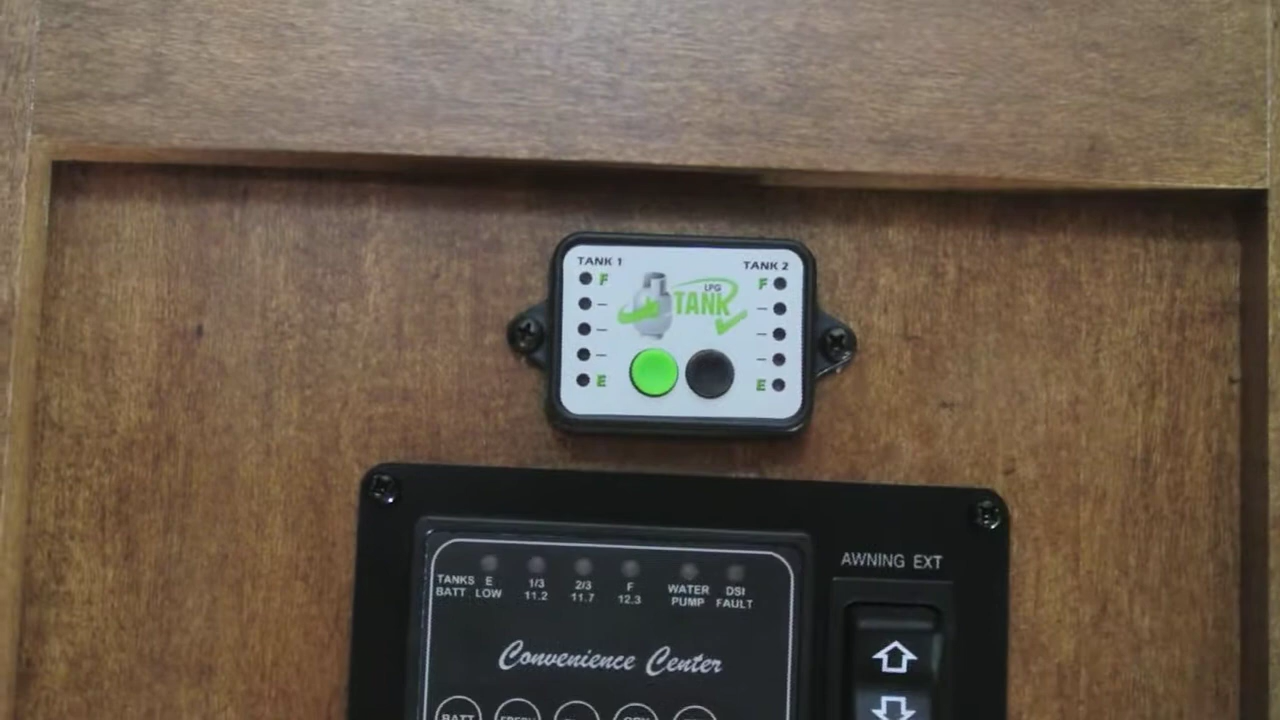 TANK 1
TANK 2
F
F
LPG
TANK
E
E
AWNING EXT
TANKS E 1/3 2/3 F WATER DSI
BATT LOW 11.2 11.7 12.3 PUMP FAULT
Convenience Center
BATT